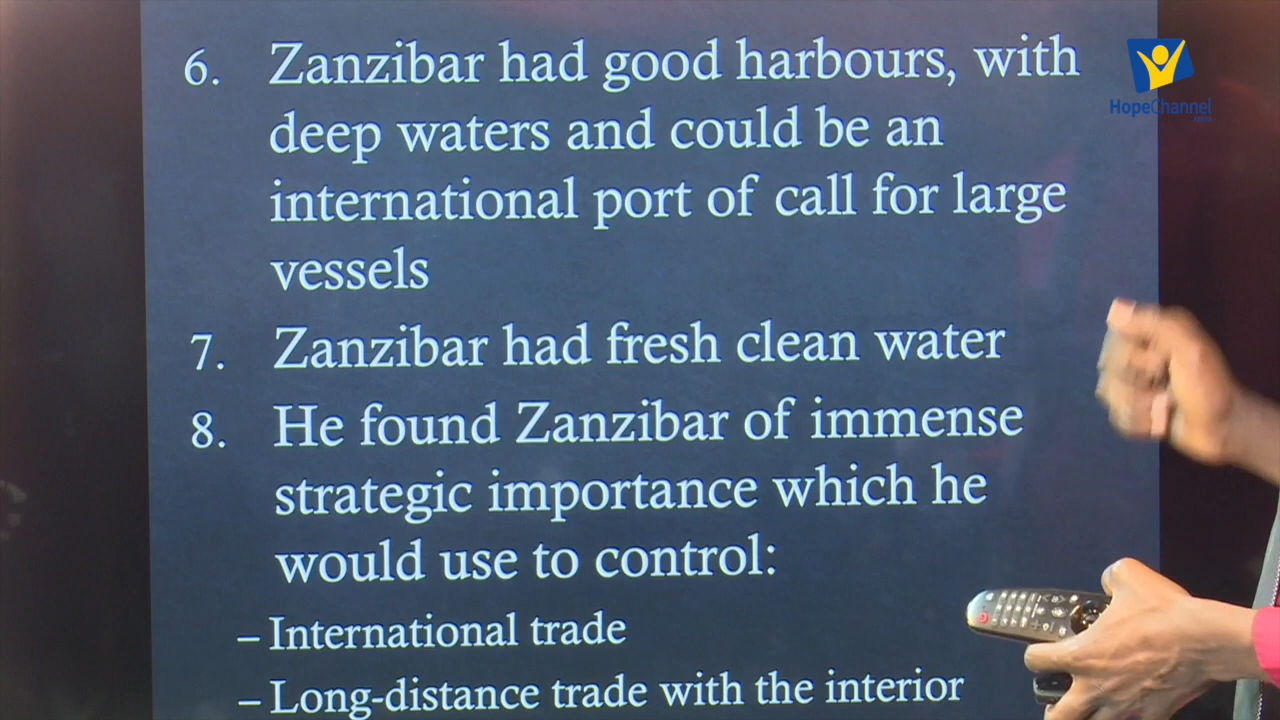 6. Zanzibar had good harbours, with
deep waters and could be an
international port of call for large
vessels
7. Zanzibar had fresh clean water
8. He found Zanzibar of immense
strategic importance which he
would use to control:
– International trade
– Long-distance trade with the interior
HopeChannel